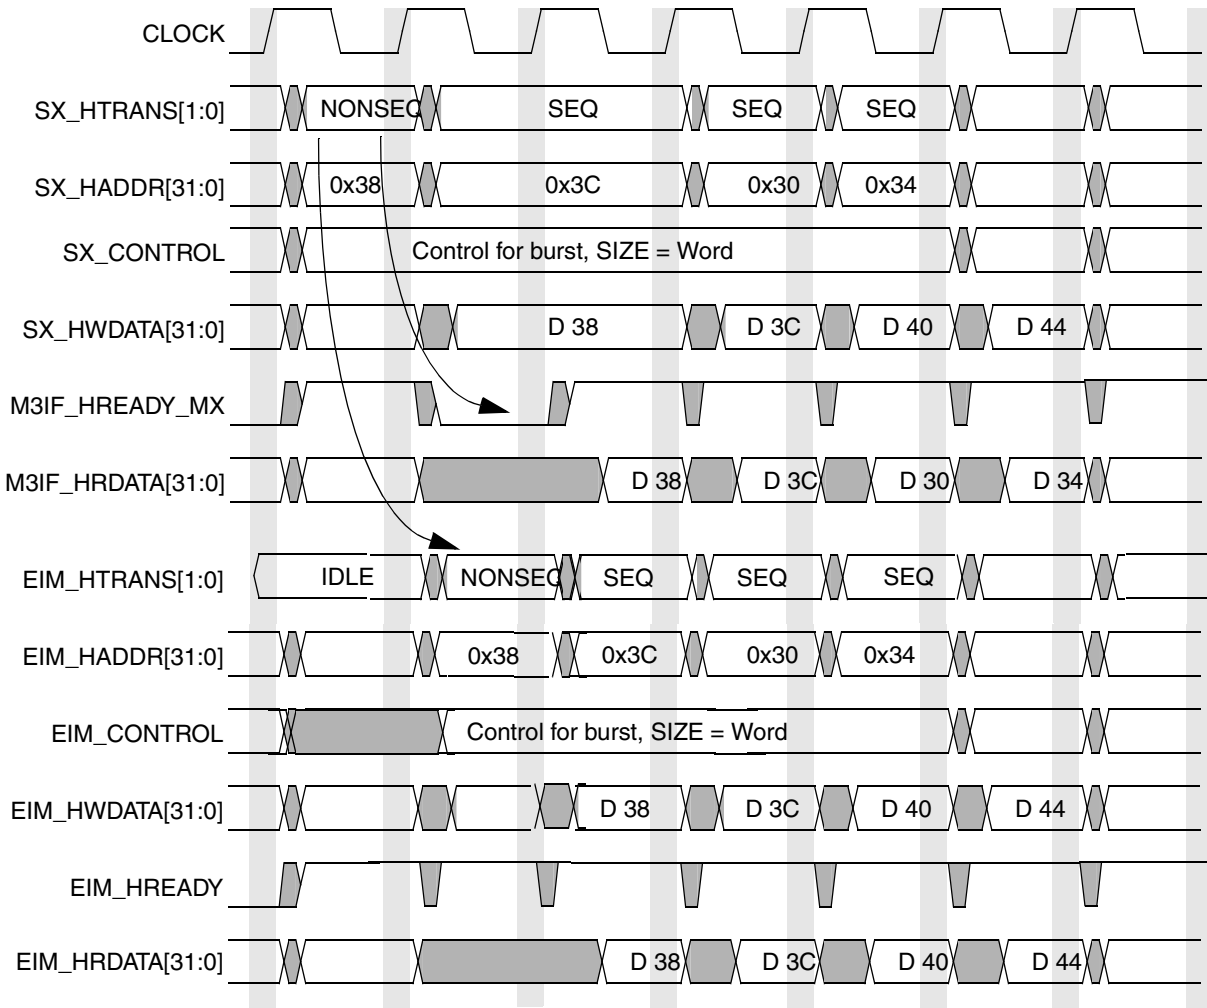 CLOCK
SX_HTRANS[1:0] NONSEQ SEQ SEQ SEQ
SX_HADDR[31:0] 0x38 0x3C 0x30 0x34
SX_CONTROL Control for burst, SIZE = Word
SX_HWDATA[31:0] D 38 D 3C D 40 D 44
M3IF_HREADY_MX
M3IF_HRDATA[31:0] D 38 D 3C D 30 D 34
EIM_HTRANS[1:0] IDLE NONSEQ SEQ SEQ SEQ
EIM_HADDR[31:0] 0x38 0x3C 0x30 0x34
EIM_CONTROL Control for burst, SIZE = Word
EIM_HWDATA[31:0] D 38 D 3C D 40 D 44
EIM_HREADY
EIM_HRDATA[31:0] D 38 D 3C D 40 D 44